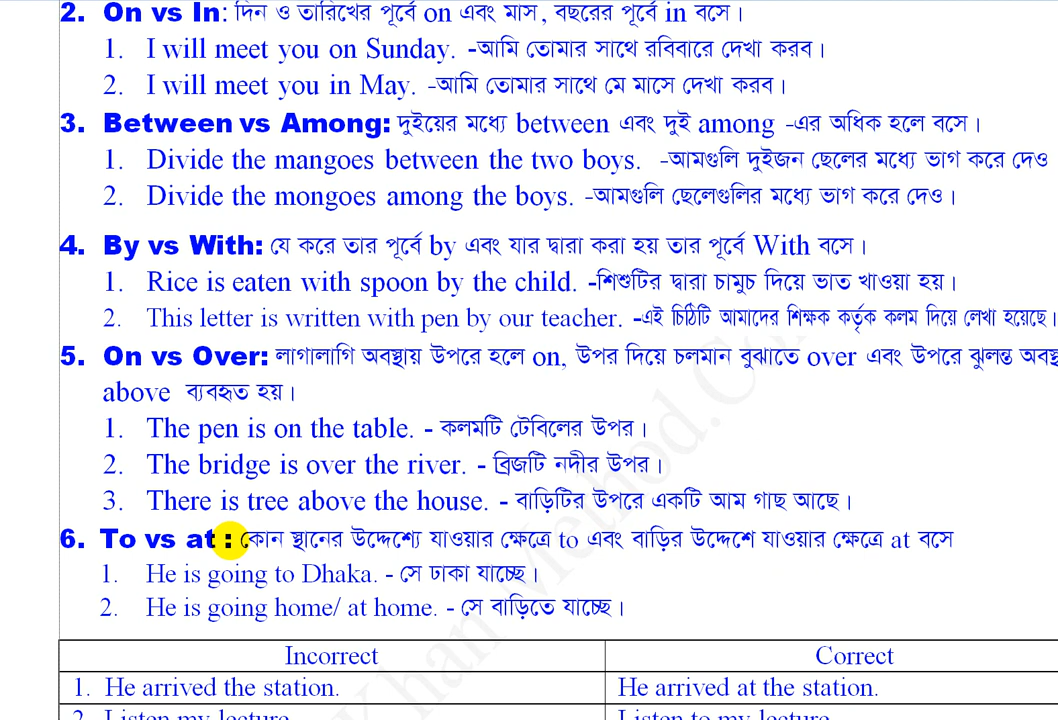 2. On vs In: দিন ও তারিখের পূর্বে on এবং মাস, বছরের পূর্বে in বসে।
1. I will meet you on Sunday. -আমি তোমার সাথে রবিবারে দেখা করব।
2. I will meet you in May. -আমি তোমার সাথে মে মাসে দেখা করব।
3. Between vs Among: দুইয়ের মধ্যে between এবং দুই among -এর অধিক হলে বসে।
1. Divide the mangoes between the two boys. -আমগুলি দুইজন ছেলের মধ্যে ভাগ করে দেও
2. Divide the mongoes among the boys. -আমগুলি ছেলেগুলির মধ্যে ভাগ করে দেও।
4. By vs With: যে করে তার পূর্বে by এবং যার দ্বারা করা হয় তার পূর্বে With বসে।
1. Rice is eaten with spoon by the child. -শিশুটির দ্বারা চামুচ দিয়ে ভাত খাওয়া হয়।
2. This letter is written with pen by our teacher. -এই চিঠিটি আমাদের শিক্ষক কর্তৃক কলম দিয়ে লেখা হয়েছে।
5. On vs Over: লাগালাগি অবস্থায় উপরে হলে on, উপর দিয়ে চলমান বুঝাতে over এবং উপরে ঝুলন্ত
above ব্যবহৃত হয়।
1. The pen is on the table. - কলমটি টেবিলের উপর।
2. The bridge is over the river. - ব্রিজটি নদীর উপর।
3. There is tree above the house. - বাড়িটির উপরে একটি আম গাছ আছে।
6. To vs at : কোন স্থানের উদ্দেশ্যে যাওয়ার ক্ষেত্রে to এবং বাড়ির উদ্দেশে যাওয়ার ক্ষেত্রে at বসে
1. He is going to Dhaka. - সে ঢাকা যাচ্ছে।
2. He is going home/ at home. - সে বাড়িতে যাচ্ছে।
Incorrect Correct
1. He arrived the station. He arrived at the station.
2. Listen my lecture. Listen to my lecture